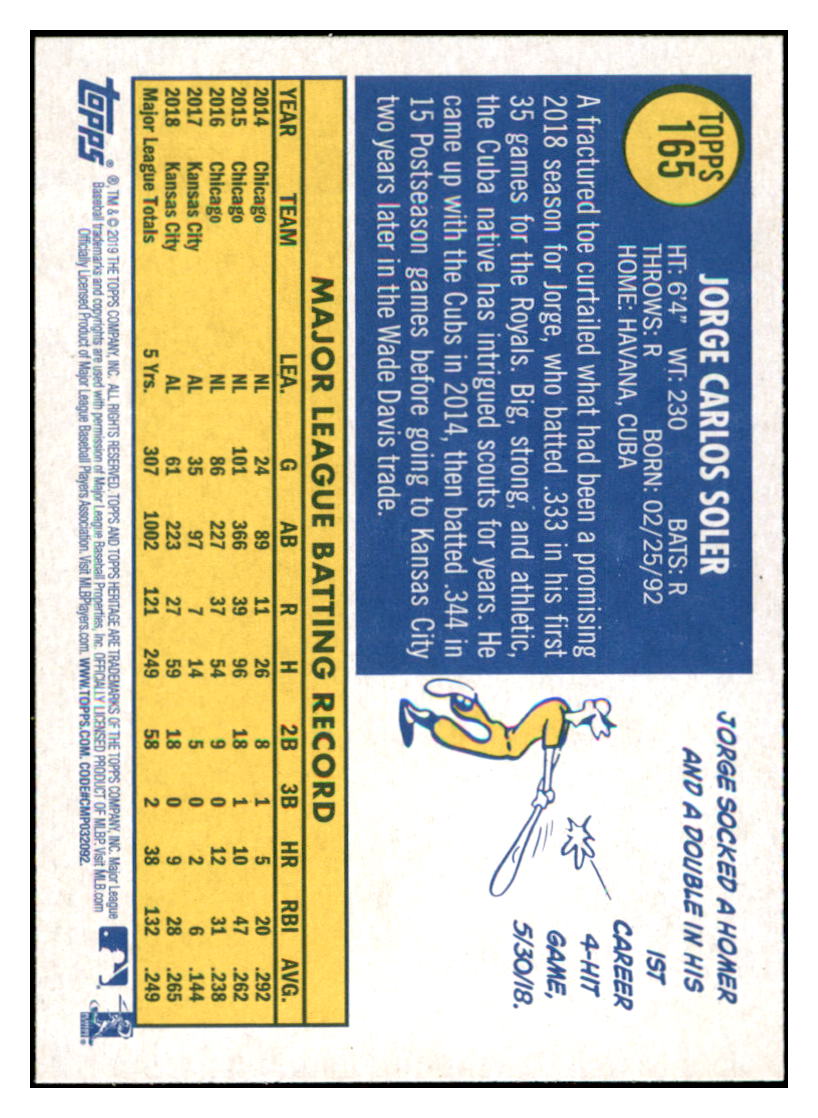 TOPPS
165
JORGE CARLOS SOLER
HT: 6'4" WT: 230 BATS: R
THROWS: R BORN: 02/25/92
HOME: HAVANA, CUBA
A fractured toe curtailed what had been a promising
2018 season for Jorge, who batted .333 in his first
35 games for the Royals. Big, strong, and athletic,
the Cuba native has intrigued scouts for years. He
came up with the Cubs in 2014, then batted .344 in
15 Postseason games before going to Kansas City
two years later in the Wade Davis trade.
JORGE SOCKED A HOMER
AND A DOUBLE IN HIS
1ST
CAREER
4-HIT
GAME,
5/30/18.
MAJOR LEAGUE BATTING RECORD
YEAR TEAM LEA. G AB R H 2B 3B HR RBI AVG.
2014 Chicago NL 24 89 11 26 8 1 5 20 .292
2015 Chicago NL 101 366 39 96 18 1 10 47 .262
2016 Chicago NL 86 227 37 54 9 0 12 31 .238
2017 Kansas City AL 35 97 7 14 5 0 2 6 .144
2018 Kansas City AL 61 223 27 59 18 0 9 28 .265
Major League Totals 5 Yrs. 307 1002 121 249 58 2 38 132 .249
topps ® ®, TM & © 2019 THE TOPPS COMPANY, INC. ALL RIGHTS RESERVED. TOPPS AND TOPPS HERITAGE ARE TRADEMARKS OF THE TOPPS COMPANY, INC. Major League
Baseball trademarks and copyrights are used with permission of Major League Baseball Properties, Inc. OFFICIALLY LICENSED PRODUCT OF MLBP. Visit MLB.com
Officially Licensed Product of Major League Baseball Players Association. Visit MLBPlayers.com. WWW.TOPPS.COM. CODE#CMP032092.